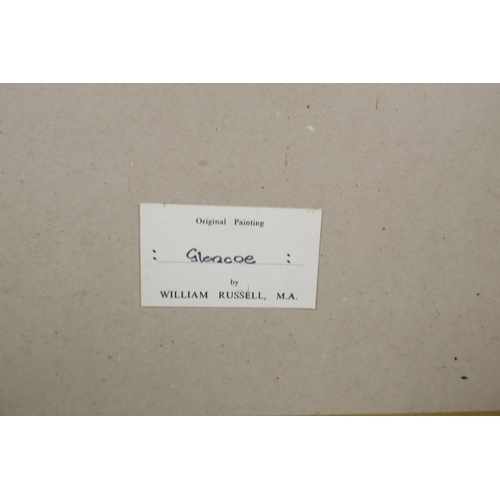 Original Painting
: Glencoe :
by
WILLIAM RUSSELL, M.A.